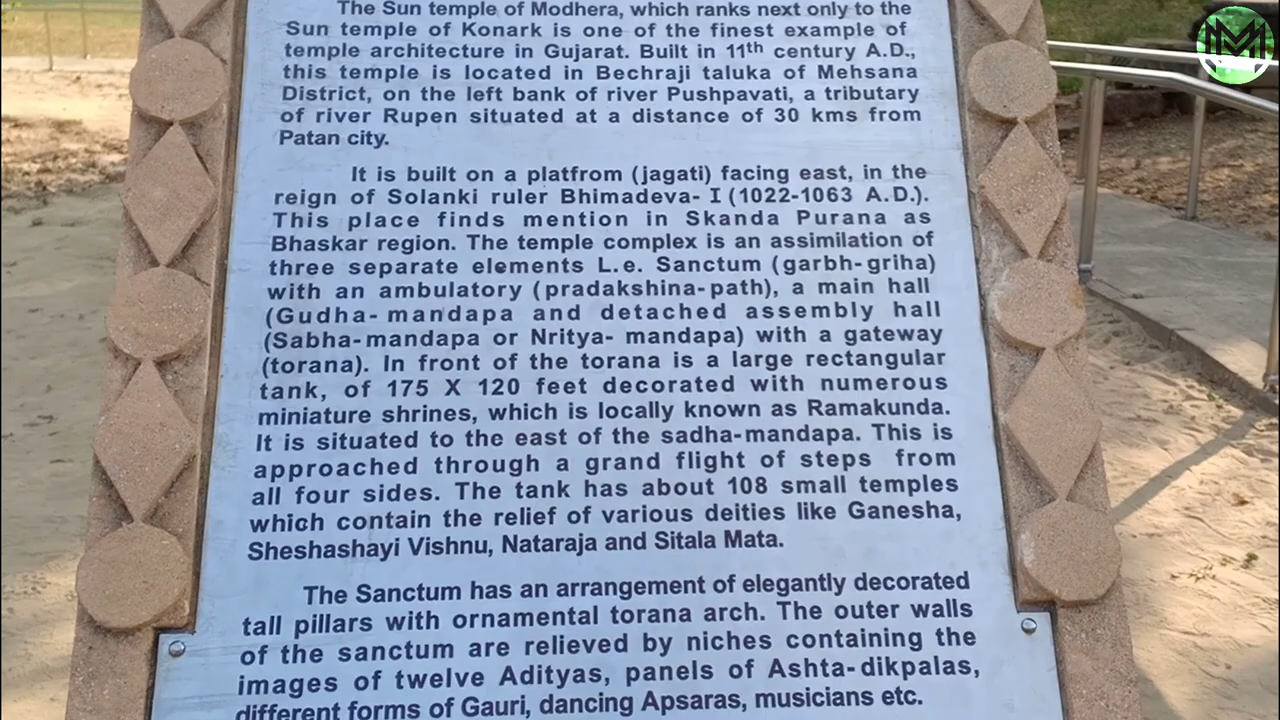 The Sun temple of Modhera, which ranks next only to the
Sun temple of Konark is one of the finest example of
temple architecture in Gujarat. Built in 11th century A.D.,
this temple is located in Bechraji taluka of Mehsana
District, on the left bank of river Pushpavati, a tributary
of river Rupen situated at a distance of 30 kms from
Patan city.
It is built on a platfrom (jagati) facing east, in the
reign of Solanki ruler Bhimadeva- I (1022-1063 A.D.).
This place finds mention in Skanda Purana as
Bhaskar region. The temple complex is an assimilation of
three separate elements L.e. Sanctum (garbh-griha)
with an ambulatory (pradakshina-path), a main hall
(Gudha- mandapa and detached assembly hall
(Sabha-mandapa or Nritya- mandapa) with a gateway
(torana). In front of the torana is a large rectangular
tank, of 175 X 120 feet decorated with numerous
miniature shrines, which is locally known as Ramakunda.
It is situated to the east of the sadha-mandapa. This is
approached through a grand flight of steps from
all four sides. The tank has about 108 small temples
which contain the relief of various deities like Ganesha,
Sheshashayi Vishnu, Nataraja and Sitala Mata.
The Sanctum has an arrangement of elegantly decorated
tall pillars with ornamental torana arch. The outer walls
of the sanctum are relieved by niches containing the
images of twelve Adityas, panels of Ashta-dikpalas,
different forms of Gauri, dancing Apsaras, musicians etc.